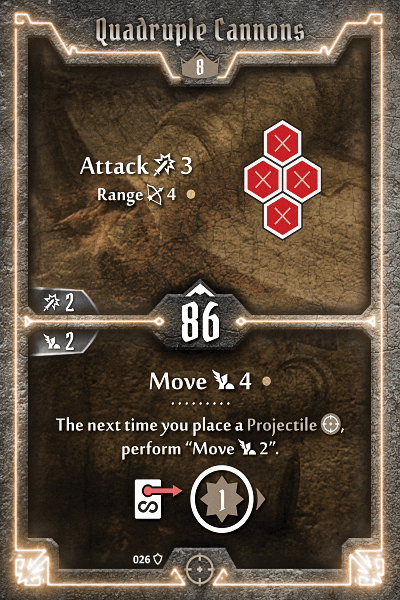 Quadruple Cannons
8
Attack 3
Range 4
2
86
2
Move 4
The next time you place a Projectile ,
perform “Move 2”.
1
026